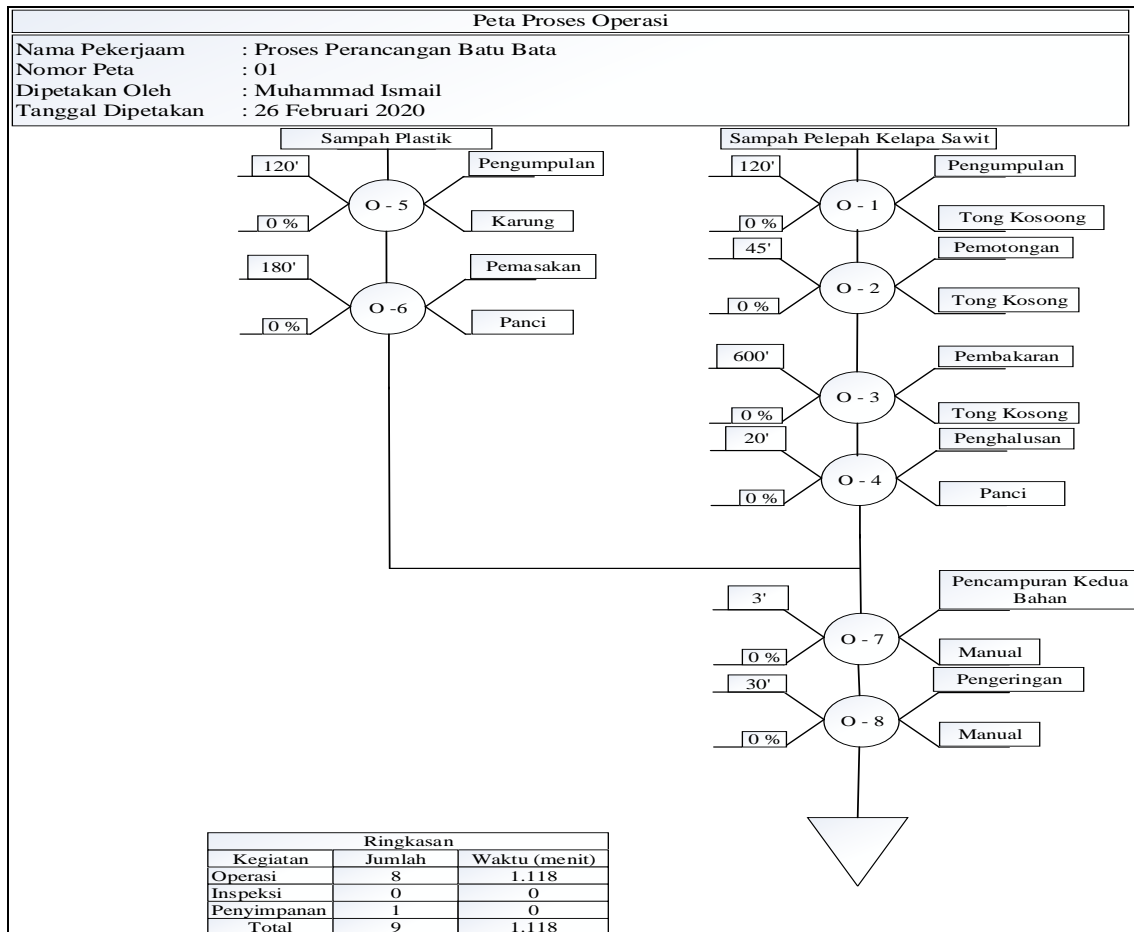 Peta Proses Operasi
Nama Pekerjaam : Proses Perancangan Batu Bata
Nomor Peta : 01
Dipetakan Oleh : Muhammad Ismail
Tanggal Dipetakan : 26 Februari 2020
Sampah Plastik
120'
Pengumpulan
O - 5
0 %
Karung
180'
Pemasakan
O -6
0 %
Panci
Sampah Pelepah Kelapa Sawit
120'
Pengumpulan
O - 1
0 %
Tong Kosoong
45'
Pemotongan
O - 2
0 %
Tong Kosong
600'
Pembakaran
O - 3
0 %
Tong Kosong
20'
Penghalusan
O - 4
0 %
Panci
3'
Pencampuran Kedua
Bahan
O - 7
0 %
Manual
30'
Pengeringan
O - 8
0 %
Manual
Ringkasan
Kegiatan Jumlah Waktu (menit)
Operasi 8 1.118
Inspeksi 0 0
Penyimpanan 1 0
Total 9 1.118